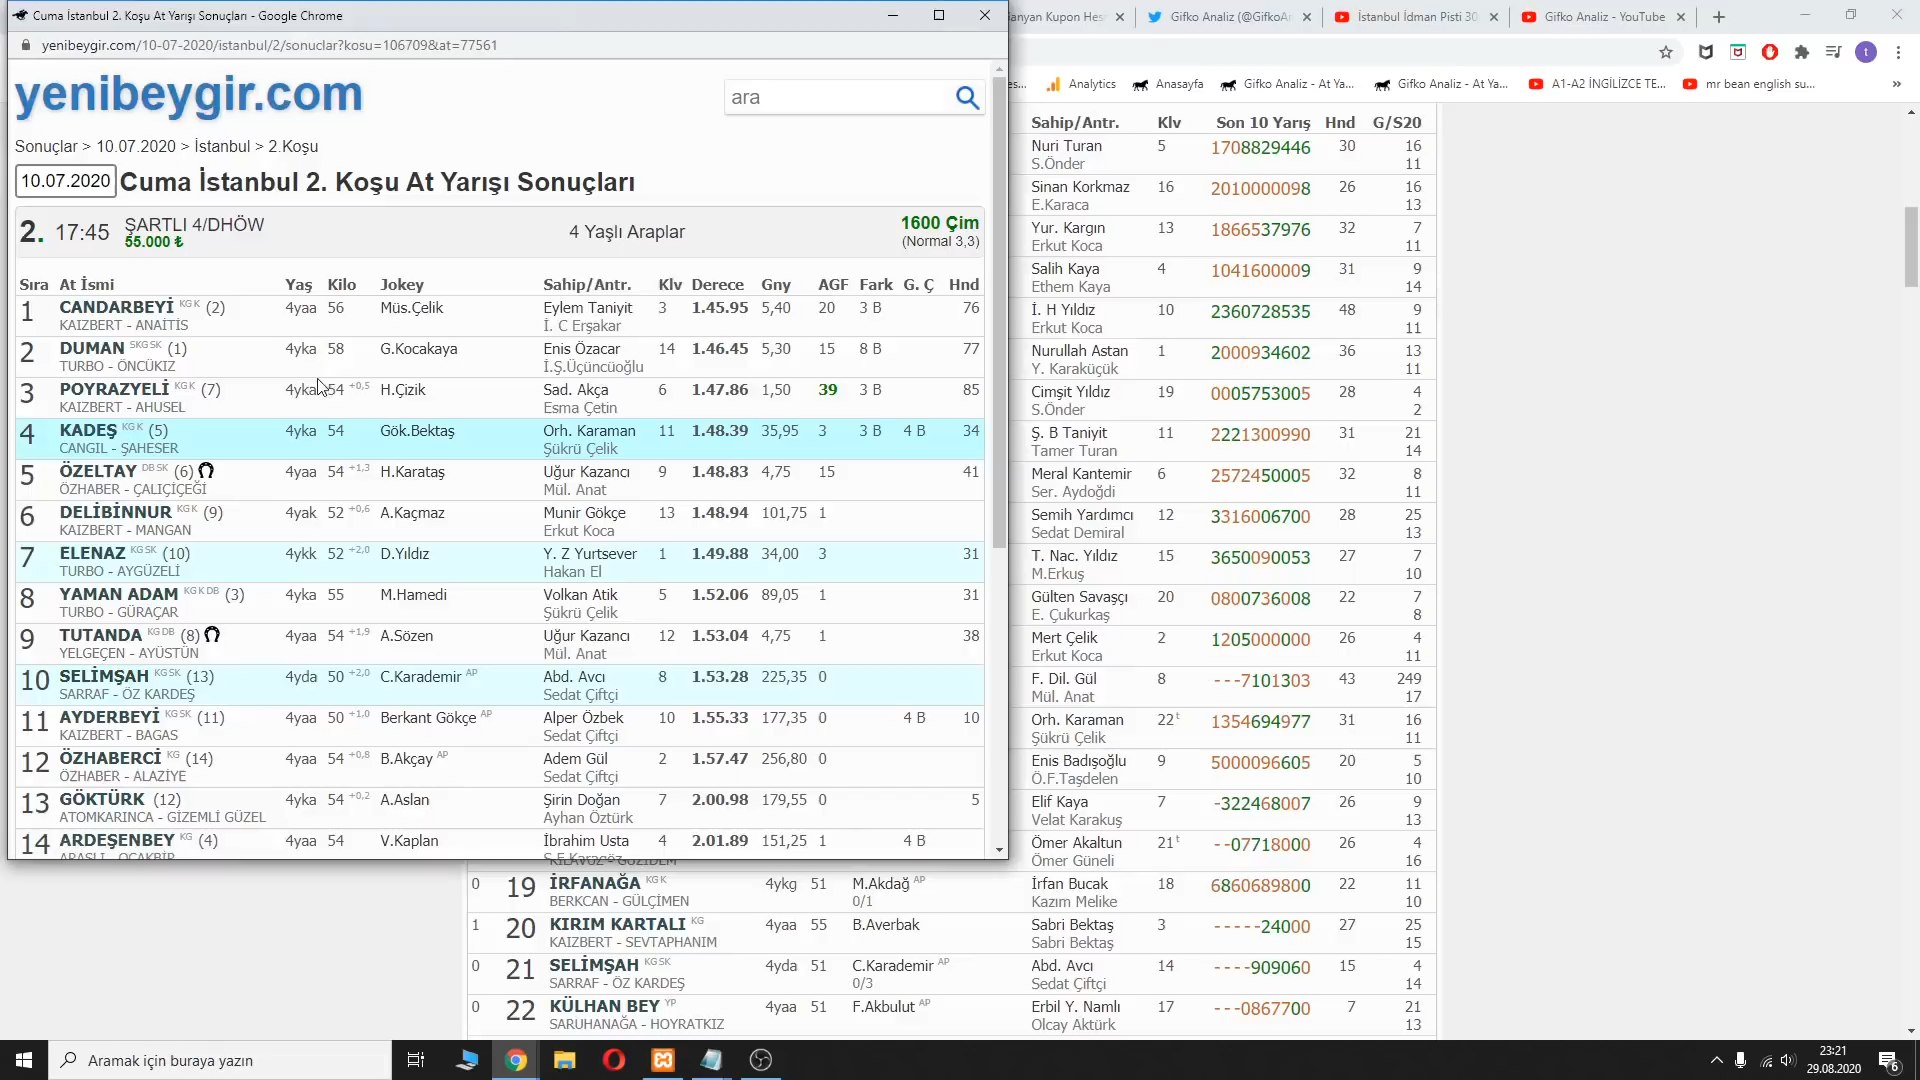 Cuma İstanbul 2. Koşu At Yarışı Sonuçları - Google Chrome
yenibeygir.com/10-07-2020/istanbul/2/sonuclar?kosu=106709&at=77561
yenibeygir.com
ara
Sonuçlar > 10.07.2020 > İstanbul > 2.Koşu
10.07.2020 Cuma İstanbul 2. Koşu At Yarışı Sonuçları
2. 17:45 ŞARTLI 4/DHÖW 4 Yaşlı Araplar 1600 Çim
55.000 ₺ (Normal 3,3)
Sıra At İsmi Yaş Kilo Jokey Sahip/Antr. Klv Derece Gny AGF Fark G. Ç Hnd
1 CANDARBEYİ KG K (2) 4yaa 56 Müs.Çelik Eylem Taniyit 3 1.45.95 5,40 20 3 B 76
KAIZBERT - ANAİTİS İ. C Erşakar
2 DUMAN SKG SK (1) 4yka 58 G.Kocakaya Enis Özacar 14 1.46.45 5,30 15 8 B 77
TURBO - ÖNCÜKIZ İ.Ş.Üçüncüoğlu
3 POYRAZYELİ KG K (7) 4yka 54 +0,5 H.Çizik Sad. Akça 6 1.47.86 1,50 39 3 B 85
KAIZBERT - AHUSEL Esma Çetin
4 KADEŞ KG K (5) 4yka 54 Gök.Bektaş Orh. Karaman 11 1.48.39 35,95 3 3 B 4 B 34
CANGIL - ŞAHESER Şükrü Çelik
5 ÖZELTAY DB SK (6) 4yaa 54 +1,3 H.Karataş Uğur Kazancı 9 1.48.83 4,75 15 41
ÖZHABER - ÇALIÇİÇEĞİ Mül. Anat
6 DELİBİNNUR KG K (9) 4yak 52 +0,6 A.Kaçmaz Munir Gökçe 13 1.48.94 101,75 1
KAIZBERT - MANGAN Erkut Koca
7 ELENAZ KG SK (10) 4ykk 52 +2,0 D.Yıldız Y. Z Yurtsever 1 1.49.88 34,00 3 31
TURBO - AYGÜZELİ Hakan El
8 YAMAN ADAM KG K DB (3) 4yka 55 M.Hamedi Volkan Atik 5 1.52.06 89,05 1 31
TURBO - GÜRAÇAR Şükrü Çelik
9 TUTANDA KG DB (8) 4yaa 54 +1,9 A.Sözen Uğur Kazancı 12 1.53.04 4,75 1 38
YELGEÇEN - AYÜSTÜN Mül. Anat
10 SELİMŞAH KG SK (13) 4yda 50 +2,0 C.Karademir AP Abd. Avcı 8 1.53.28 225,35 0
SARRAF - ÖZ KARDEŞ Sedat Çiftçi
11 AYDERBEYİ KG SK (11) 4yaa 50 +1,0 Berkant Gökçe AP Alper Özbek 10 1.55.33 177,35 0 4 B 10
KAIZBERT - BAGAS Sedat Çiftçi
12 ÖZHABERCİ KG (14) 4yaa 54 +0,8 B.Akçay AP Adem Gül 2 1.57.47 256,80 0
ÖZHABER - ALAZİYE Sedat Çiftçi
13 GÖKTÜRK (12) 4yka 54 +0,2 A.Aslan Şirin Doğan 7 2.00.98 179,55 0 5
ATOMKARINCA - GİZEMLİ GÜZEL Ayhan Öztürk
14 ARDEŞENBEY KG (4) 4yaa 54 V.Kaplan İbrahim Usta 4 2.01.89 151,25 1 4 B
Gifko Analiz (@GifkoAn
İstanbul İdman Pisti 30
Gifko Analiz - YouTube
t
Analytics Anasayfa Gifko Analiz - At Ya... Gifko Analiz - At Ya... A1-A2 İNGİLİZCE TE... mr bean english su... »
Sahip/Antr. Klv Son 10 Yarış Hnd G/S20
Nuri Turan 5 1708829446 30 16
S.Önder 11
Sinan Korkmaz 16 2010000098 26 16
E.Karaca 13
Yur. Kargın 13 1866537976 32 7
Erkut Koca 11
Salih Kaya 4 1041600009 31 9
Ethem Kaya 14
İ. H Yıldız 10 2360728535 48 9
Erkut Koca 11
Nurullah Astan 1 2000934602 36 13
Y. Karaküçük 11
Cimşit Yıldız 19 0005753005 28 4
S.Önder 2
Ş. B Taniyit 11 2221300990 31 21
Tamer Turan 14
Meral Kantemir 6 2572450005 32 8
Ser. Aydoğdi 11
Semih Yardımcı 12 3316006700 28 25
Sedat Demiral 13
T. Nac. Yıldız 15 3650090053 27 7
M.Erkuş 10
Gülten Savaşçı 20 0800736008 22 7
E. Çukurkaş 8
Mert Çelik 2 1205000000 26 4
Erkut Koca 11
F. Dil. Gül 8 ---7101303 43 249
Mül. Anat 17
Orh. Karaman 22 t 1354694977 31 16
Şükrü Çelik 11
Enis Badışoğlu 9 5000096605 20 5
Ö.F.Taşdelen 10
Elif Kaya 7 -322468007 26 9
Velat Karakuş 13
Ömer Akaltun 21 t --07718000 26 4
Ömer Güneli 16
0 19 İRFANAĞA KG K 4ykg 51 M.Akdağ AP İrfan Bucak 18 6860689800 22 11
BERKCAN - GÜLÇİMEN 0/1 Kazım Melike 10
1 20 KIRIM KARTALI KG 4yaa 55 B.Averbak Sabri Bektaş 3 -----24000 27 25
KAIZBERT - SEVTAPHANIM Sabri Bektaş 15
0 21 SELİMŞAH KG SK 4yda 51 C.Karademir AP Abd. Avcı 14 ----909060 15 4
SARRAF - ÖZ KARDEŞ 0/3 Sedat Çiftçi 14
0 22 KÜLHAN BEY YP 4yaa 51 F.Akbulut AP Erbil Y. Namlı 17 ---0867700 7 21
SARUHANAĞA - HOYRATKIZ Olcay Aktürk 13
Aramak için buraya yazın
23:21
29.08.2020
6